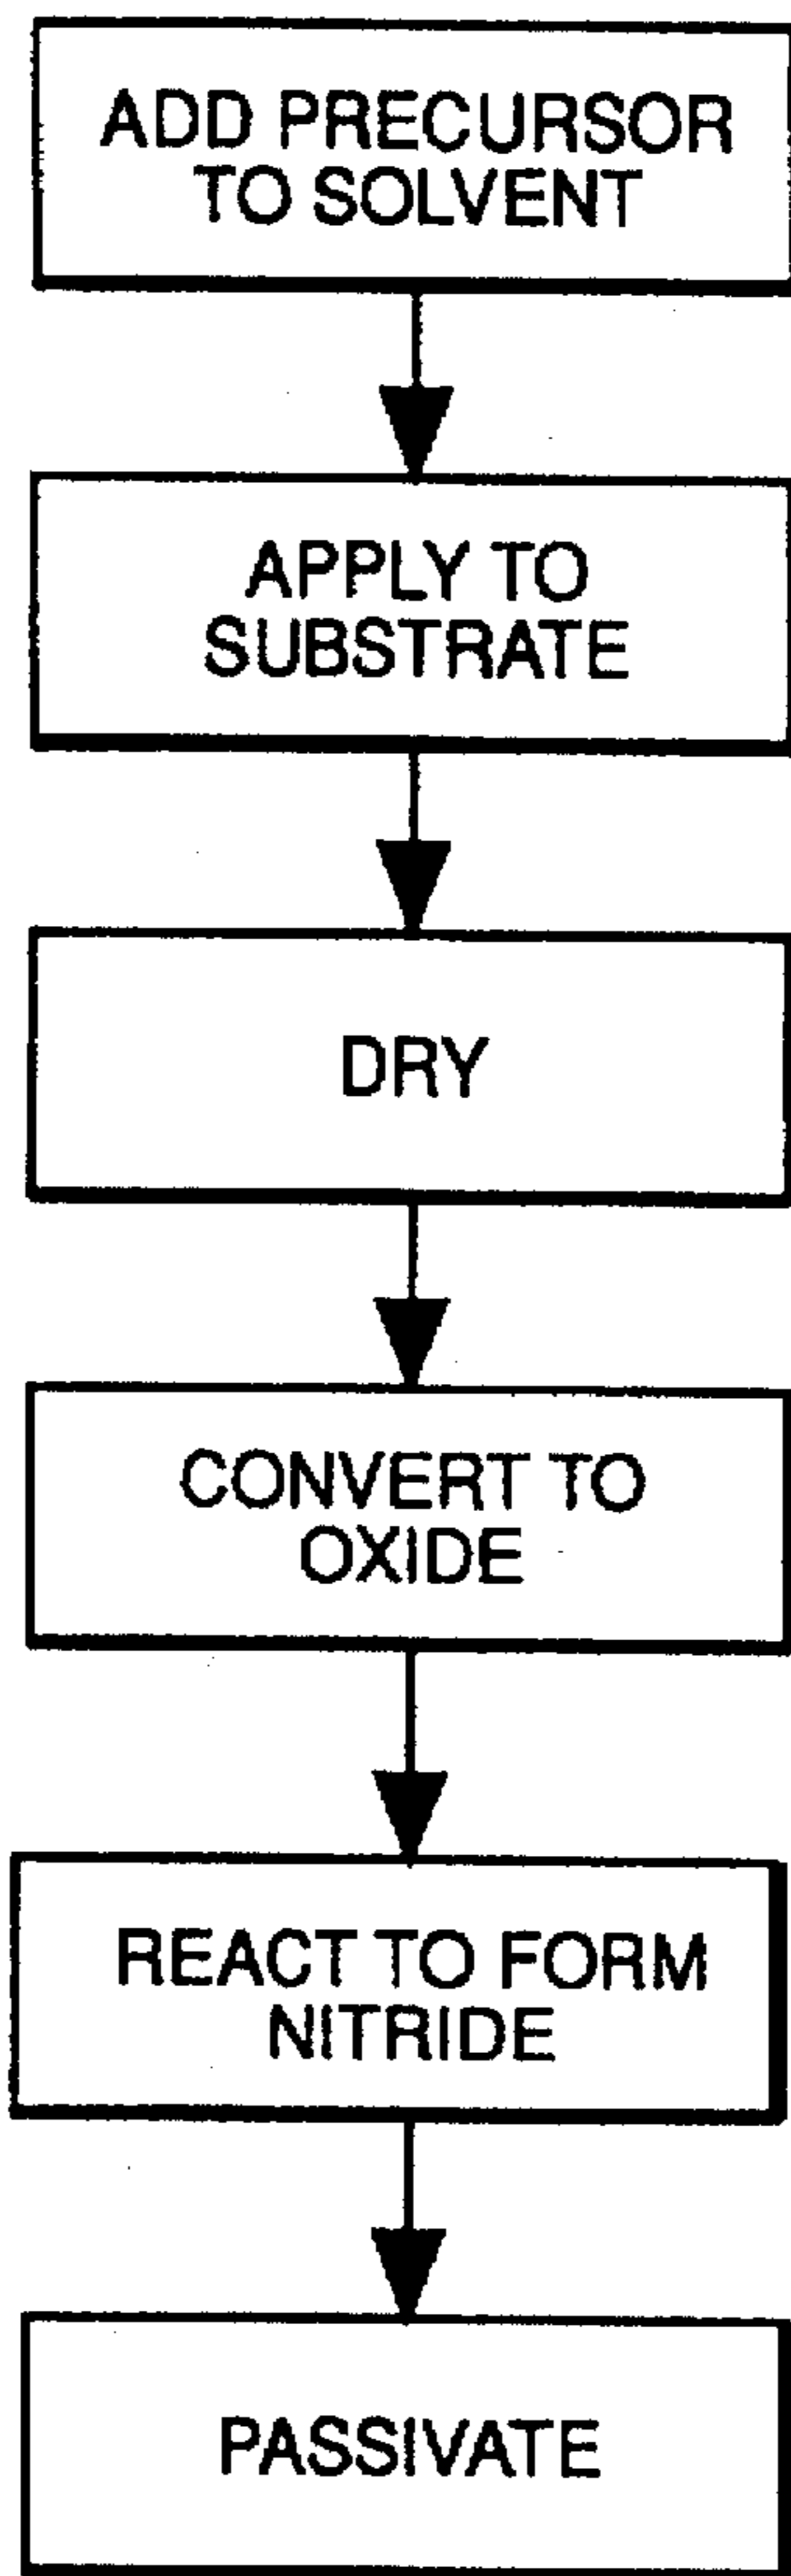 ADD PRECURSOR
TO SOLVENT
APPLY TO
SUBSTRATE
DRY
CONVERT TO
OXIDE
REACT TO FORM
NITRIDE
PASSIVATE